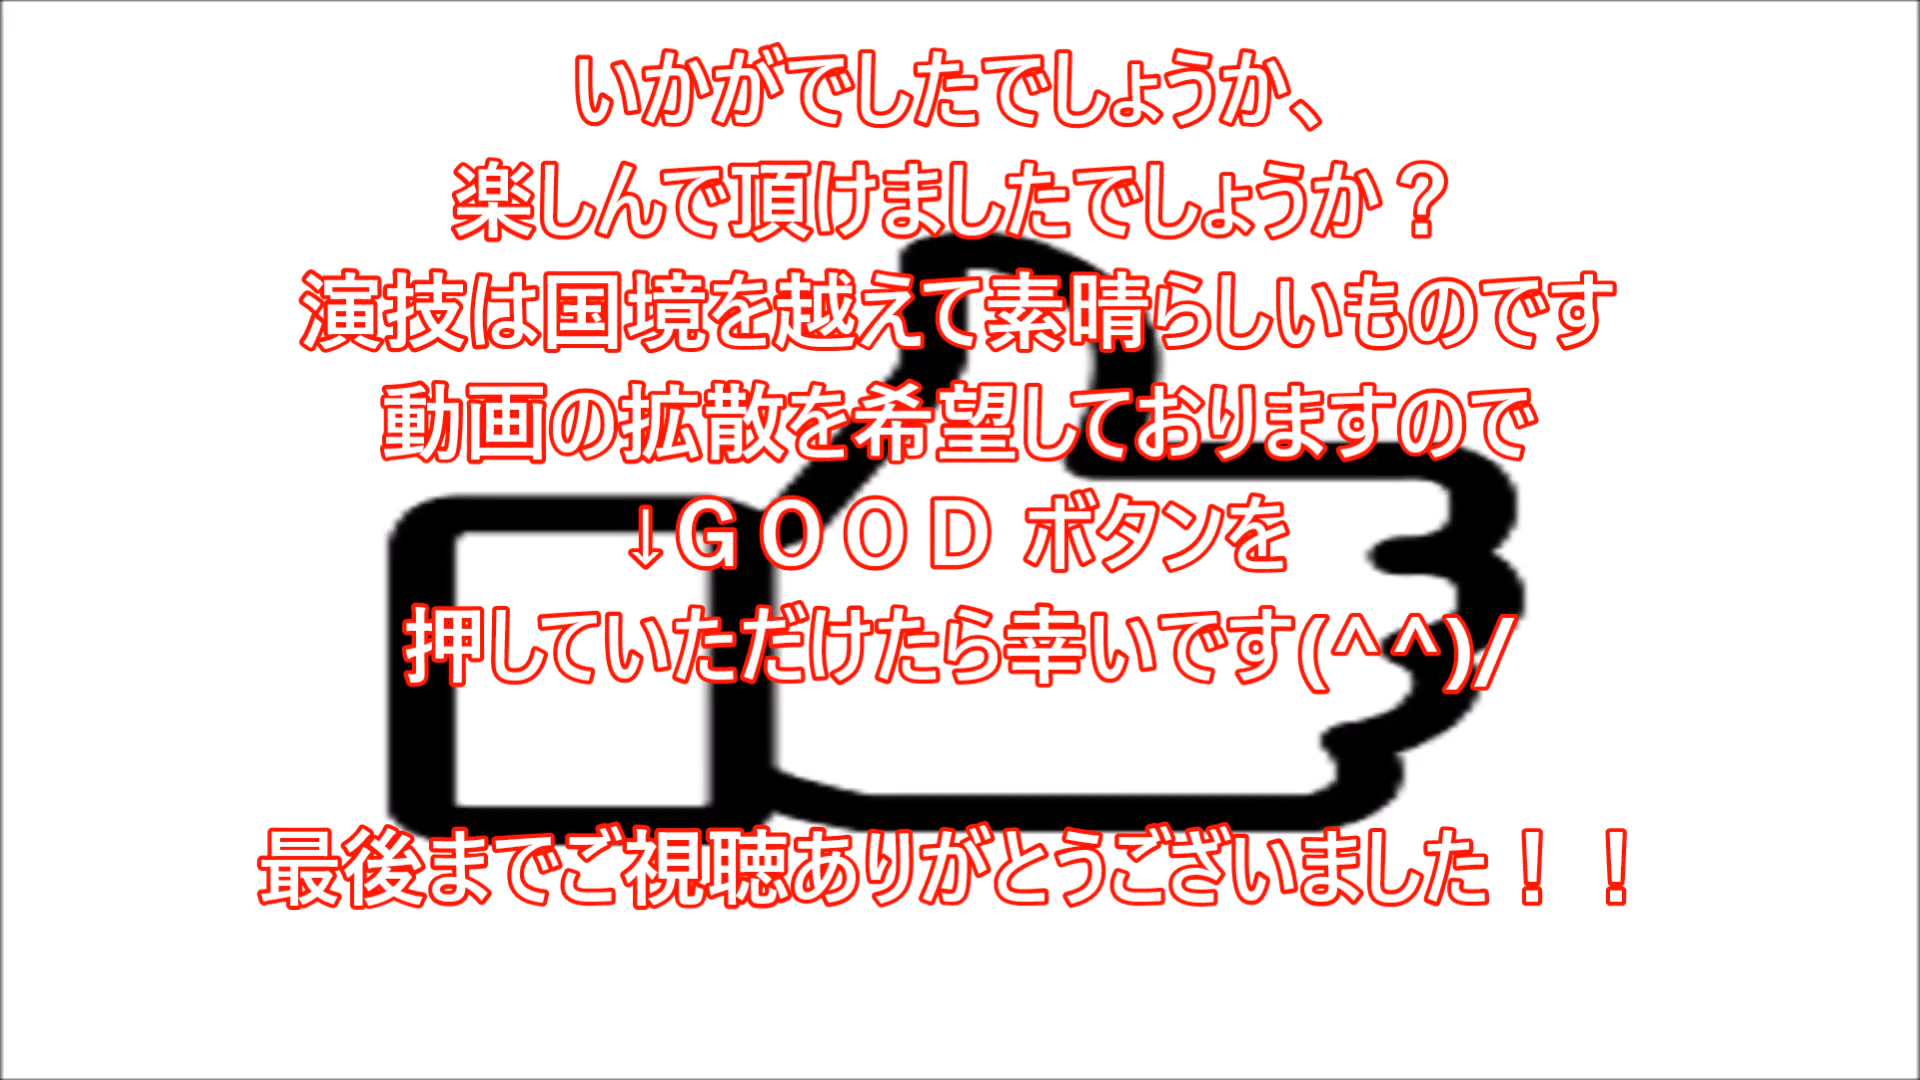 いかがでしたでしょうか、
楽しんで頂けましたでしょうか？
演技は国境を越えて素晴らしいものです
動画の拡散を希望しておりますので
↓ＧＯＯＤ ボタンを
押していただけたら幸いです(^^)/
最後までご視聴ありがとうございました！！